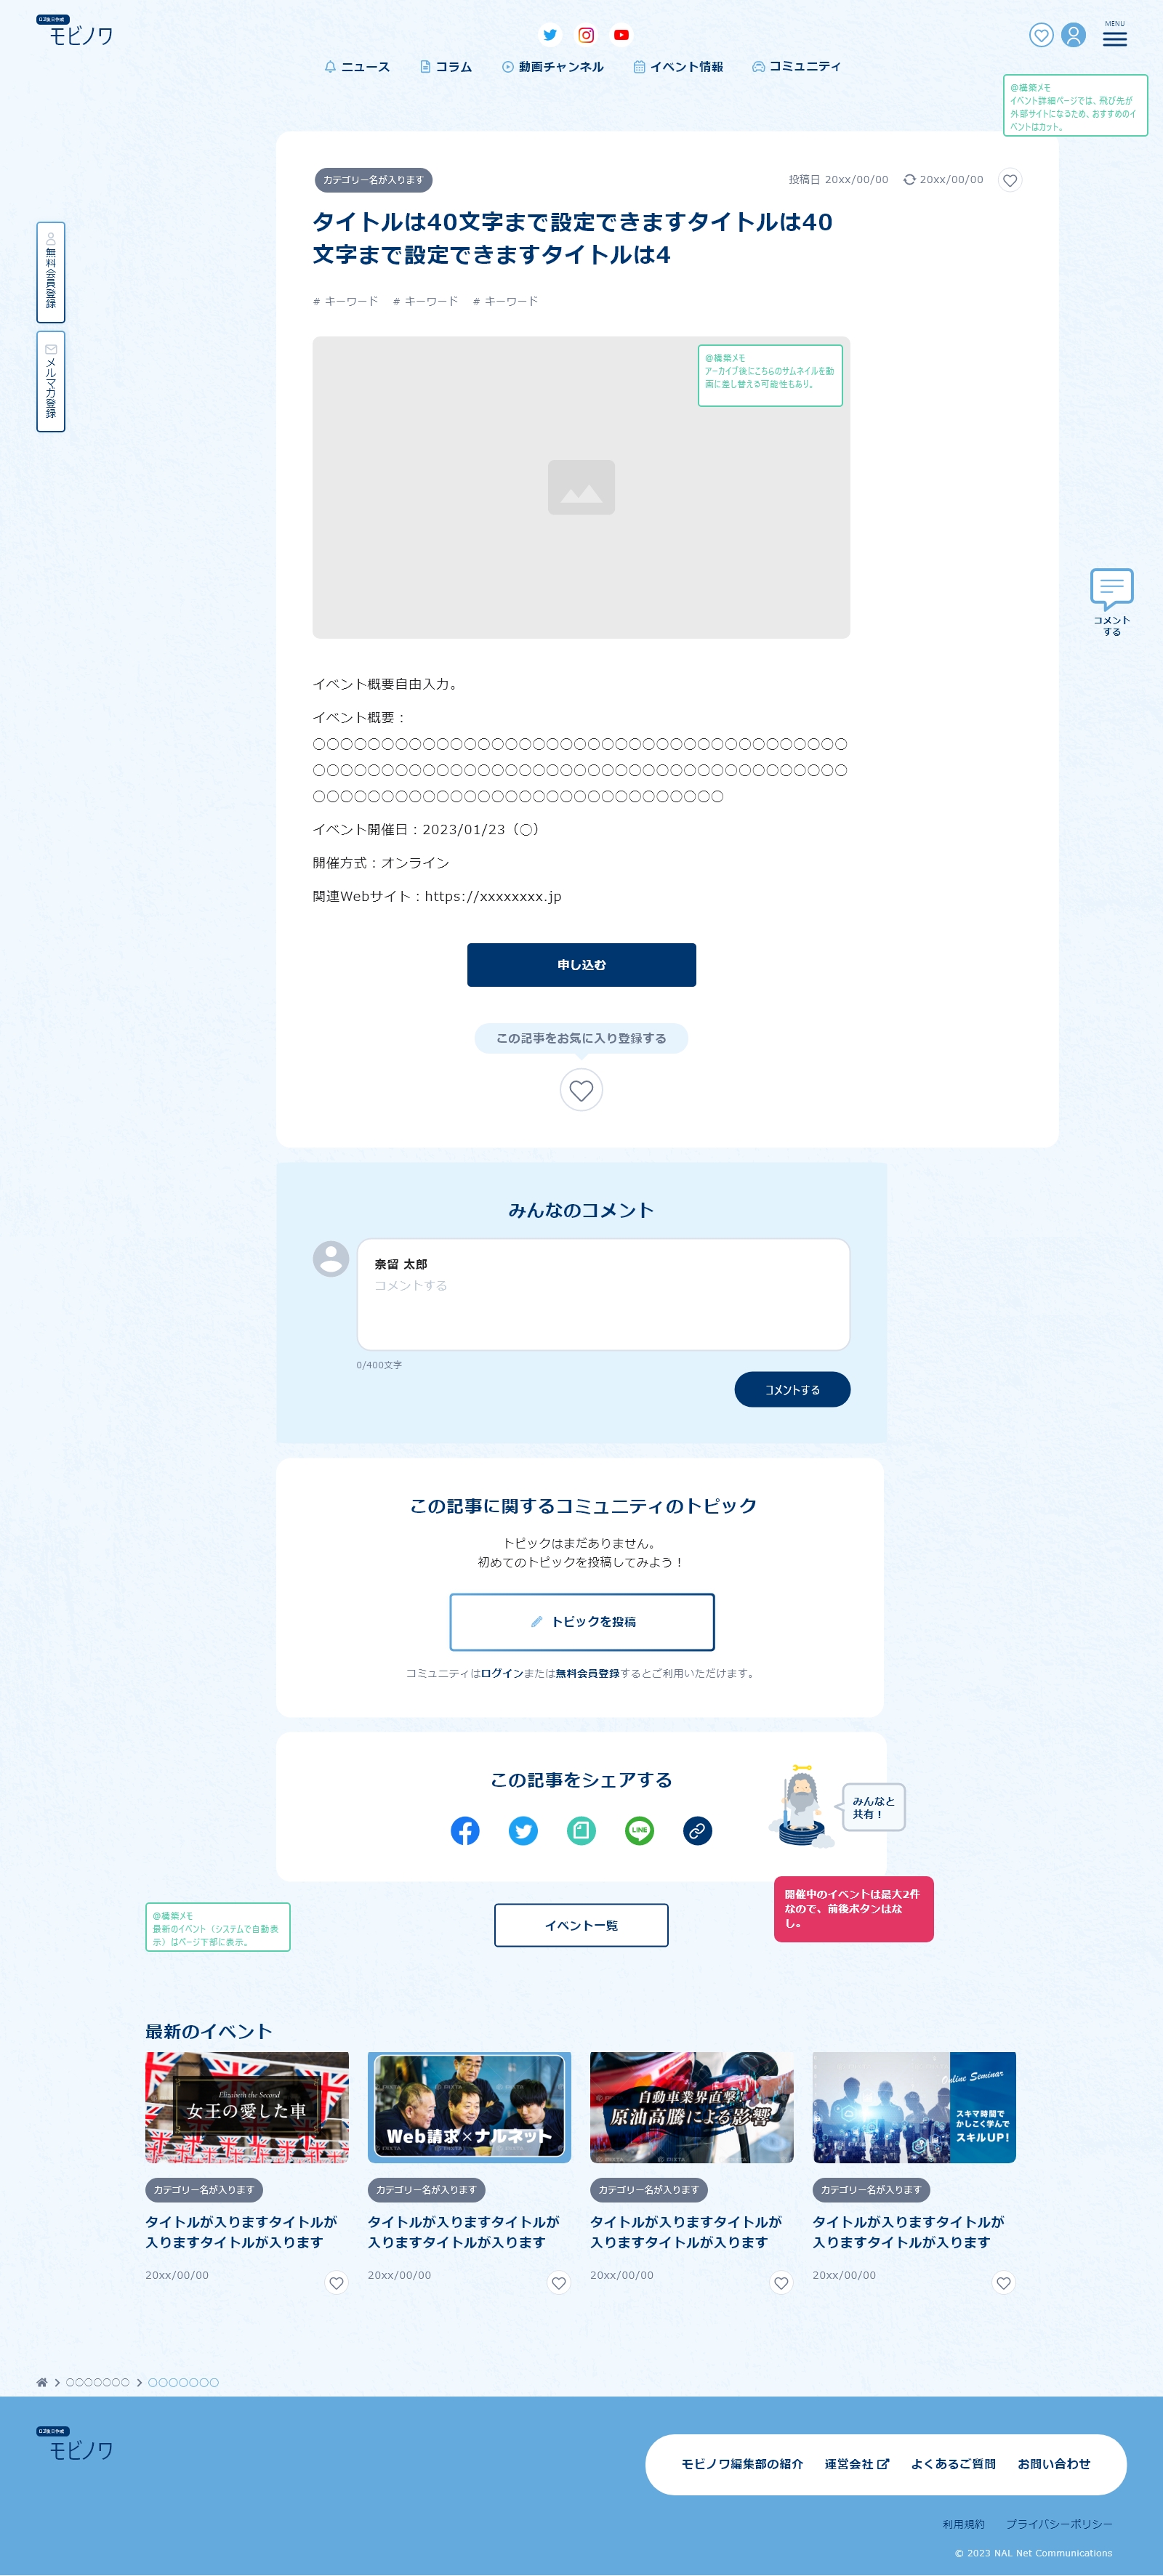 ロゴ後日作成
モビノワ
MENU
ニュース
コラム
動画チャンネル
イベント情報
コミュニティ
@構築メモ
イベント詳細ページでは、飛び先が
外部サイトになるため、おすすめのイ
ベントはカット。
カテゴリー名が入ります
投稿日 20xx/00/00
20xx/00/00
タイトルは40文字まで設定できますタイトルは40
文字まで設定できますタイトルは4
無料会員登録
# キーワード # キーワード # キーワード
メルマガ登録
@構築メモ
アーカイブ後にこちらのサムネイルを動
画に差し替える可能性もあり。
コメント
する
イベント概要自由入力。
イベント概要：
〇〇〇〇〇〇〇〇〇〇〇〇〇〇〇〇〇〇〇〇〇〇〇〇〇〇〇〇〇〇〇〇〇〇〇〇〇〇〇
〇〇〇〇〇〇〇〇〇〇〇〇〇〇〇〇〇〇〇〇〇〇〇〇〇〇〇〇〇〇〇〇〇〇〇〇〇〇〇
〇〇〇〇〇〇〇〇〇〇〇〇〇〇〇〇〇〇〇〇〇〇〇〇〇〇〇〇〇〇
イベント開催日：2023/01/23（〇）
開催方式：オンライン
関連Webサイト：https://xxxxxxxx.jp
申し込む
この記事をお気に入り登録する
みんなのコメント
奈留 太郎
コメントする
0/400文字
コメントする
この記事に関するコミュニティのトピック
トピックはまだありません。
初めてのトピックを投稿してみよう！
トピックを投稿
コミュニティはログインまたは無料会員登録するとご利用いただけます。
この記事をシェアする
みんなと
共有！
LINE
開催中のイベントは最大2件
なので、前後ボタンはな
し。
@構築メモ
最新のイベント（システムで自動表
示）はページ下部に表示。
イベント一覧
最新のイベント
Elizabeth the Second
女王の愛した車
Web請求×ナルネット
自動車業界直撃!
原油高騰による影響
Online Seminar
スキマ時間で
かしこく学んで
スキルUP!
カテゴリー名が入ります
カテゴリー名が入ります
カテゴリー名が入ります
カテゴリー名が入ります
タイトルが入りますタイトルが
入りますタイトルが入ります
タイトルが入りますタイトルが
入りますタイトルが入ります
タイトルが入りますタイトルが
入りますタイトルが入ります
タイトルが入りますタイトルが
入りますタイトルが入ります
20xx/00/00
20xx/00/00
20xx/00/00
20xx/00/00
〇〇〇〇〇〇〇
〇〇〇〇〇〇〇
ロゴ後日作成
モビノワ
モビノワ編集部の紹介
運営会社
よくあるご質問
お問い合わせ
利用規約
プライバシーポリシー
© 2023 NAL Net Communications